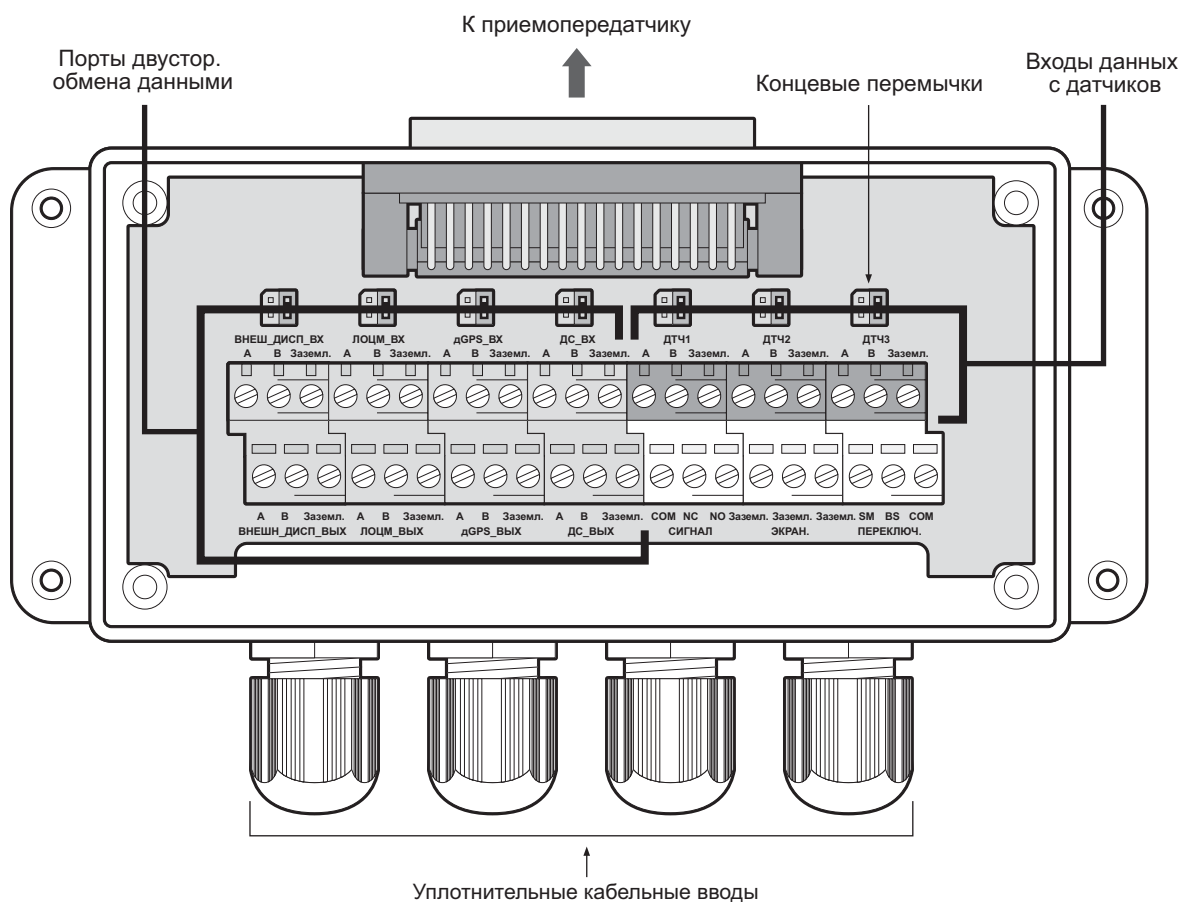 К приемопередатчику
Порты двустор.
обмена данными
Входы данных
с датчиков
Концевые перемычки
ВНЕШ_ДИСП_ВХ ЛОЦМ_ВХ дGPS_ВХ ДС_ВХ ДТЧ1 ДТЧ2 ДТЧ3
A B Заземл. A B Заземл. A B Заземл. A B Заземл. A B Заземл. A B Заземл. A B Заземл.
A B Заземл. A B Заземл. A B Заземл. A B Заземл. COM NC NO Заземл. Заземл. Заземл. SM BS COM
ВНЕШН_ДИСП_ВЫХ ЛОЦМ_ВЫХ дGPS_ВЫХ ДС_ВЫХ СИГНАЛ ЭКРАН. ПЕРЕКЛЮЧ.
Уплотнительные кабельные вводы